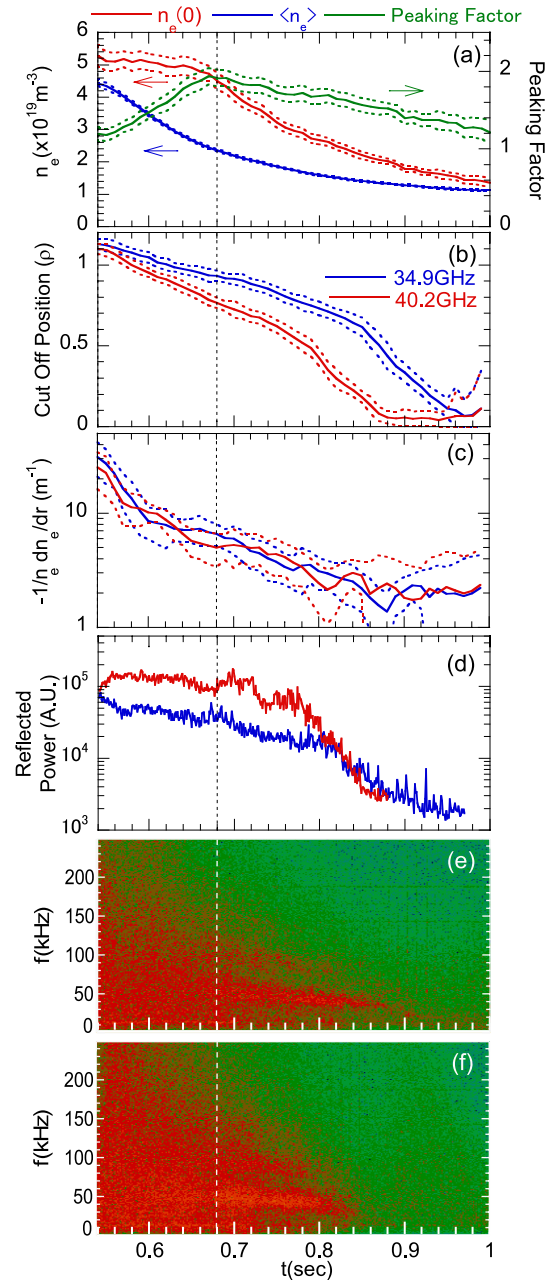 n_e(0) <n_e> Peaking Factor
(a)
n_e(x10^19 m^-3)
6
5
4
3
2
1
0
2
1
0
Peaking Factor
(b)
34.9GHz
40.2GHz
Cut Off Position (ρ)
1
0.5
0
(c)
-1/n_e dn_e/dr (m^-1)
10
1
(d)
Reflected
Power (A.U.)
10^5
10^4
10^3
(e)
f(kHz)
200
150
100
50
0
(f)
f(kHz)
200
150
100
50
0
0.6 0.7 0.8 0.9 1
t(sec)